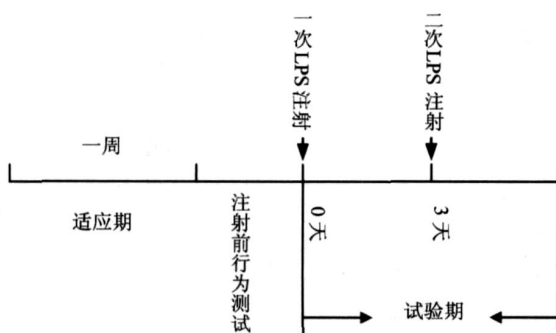 一次LPS注射
二次LPS注射
一周
适应期
注射前行为测试
0天
3天
试验期